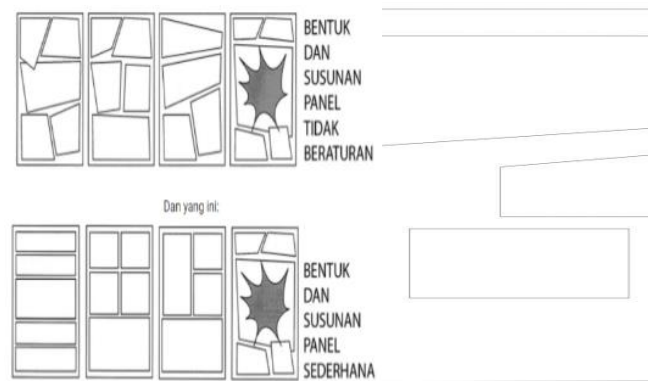 BENTUK
DAN
SUSUNAN
PANEL
TIDAK
BERATURAN
Dan yang ini:
BENTUK
DAN
SUSUNAN
PANEL
SEDERHANA